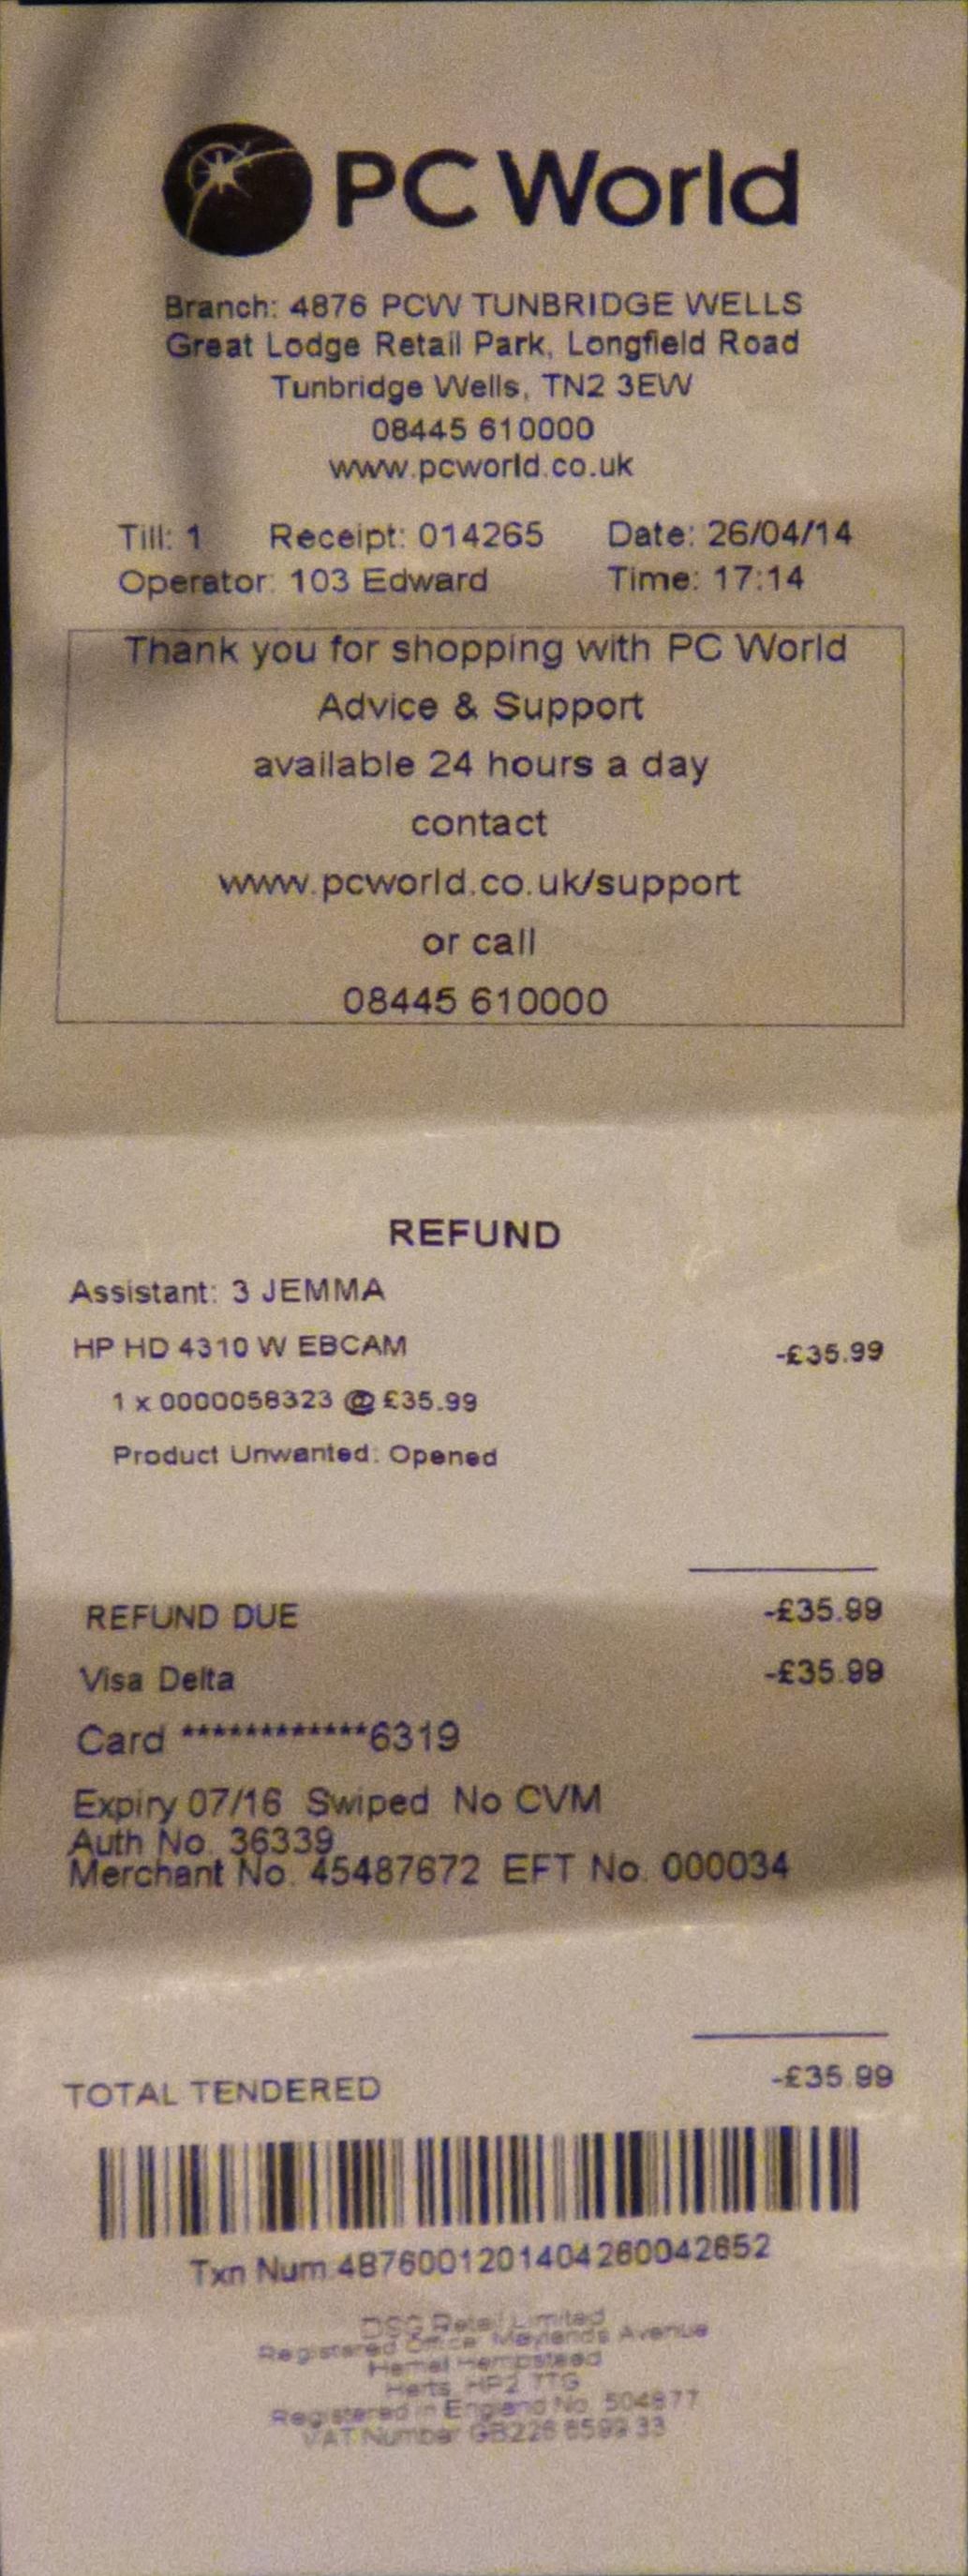 PC World
Branch: 4876 PCW TUNBRIDGE WELLS
Great Lodge Retail Park, Longfield Road
Tunbridge Wells, TN2 3EW
08445 610000
www.pcworld.co.uk
Till: 1 Receipt: 014265 Date: 26/04/14
Operator: 103 Edward Time: 17:14
Thank you for shopping with PC World
Advice & Support
available 24 hours a day
contact
www.pcworld.co.uk/support
or call
08445 610000
REFUND
Assistant: 3 JEMMA
HP HD 4310 W EBCAM -£35.99
1 x 0000058323 @ £35.99
Product Unwanted: Opened
REFUND DUE -£35.99
Visa Delta -£35.99
Card ************6319
Expiry 07/16 Swiped No CVM
Auth No. 36339
Merchant No. 45487672 EFT No. 000034
TOTAL TENDERED -£35.99
Txn Num
DSG Retail Limited
Registered Office: Maylands Avenue
Hemel Hempstead
Herts. HP2 7TG
Registered in England No. 504877
VAT Number